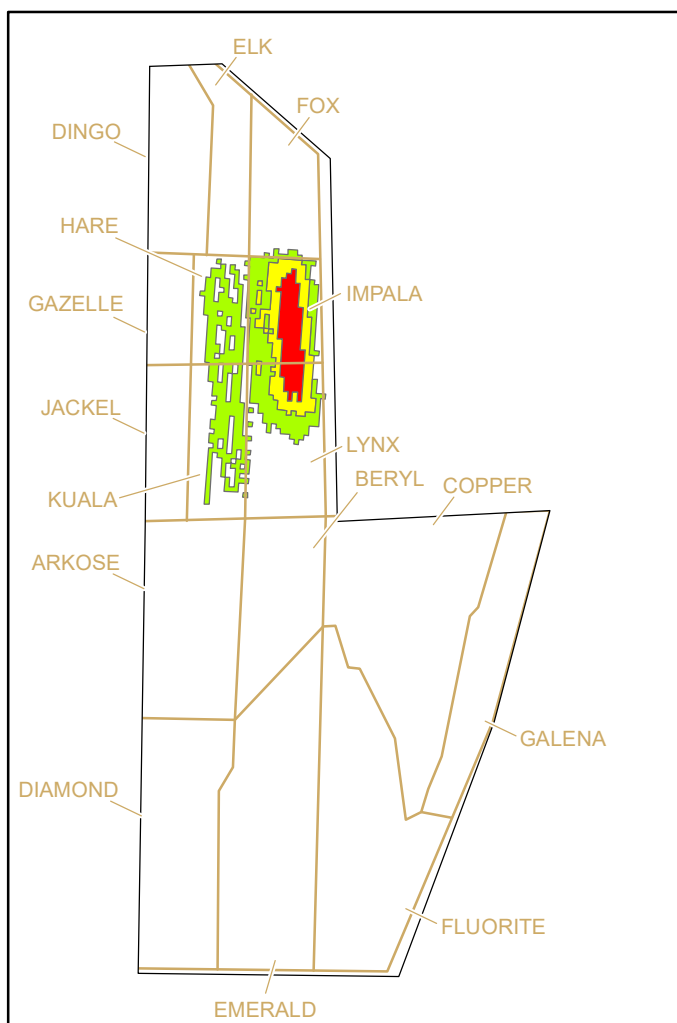 ELK
FOX
DINGO
HARE
IMPALA
GAZELLE
JACKEL
LYNX
BERYL
KUALA
COPPER
ARKOSE
GALENA
DIAMOND
FLUORITE
EMERALD